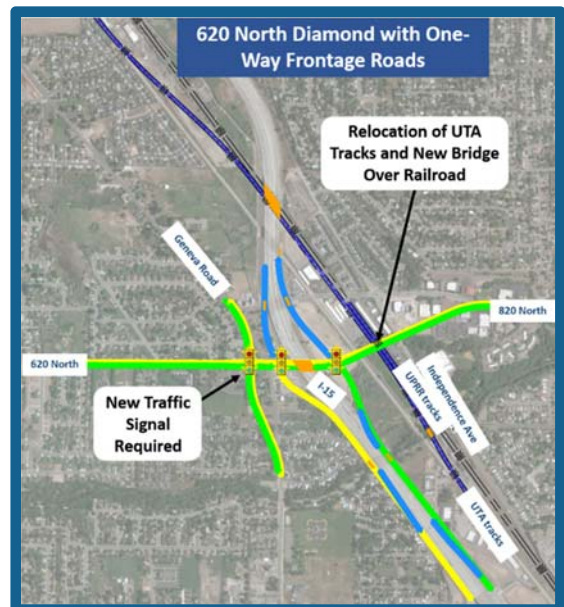 620 North Diamond with One-
Way Frontage Roads
Relocation of UTA
Tracks and New Bridge
Over Railroad
Geneva Road
820 North
620 North
I-15
New Traffic
Signal
Required
UPRR tracks
Independence Ave
UTA tracks